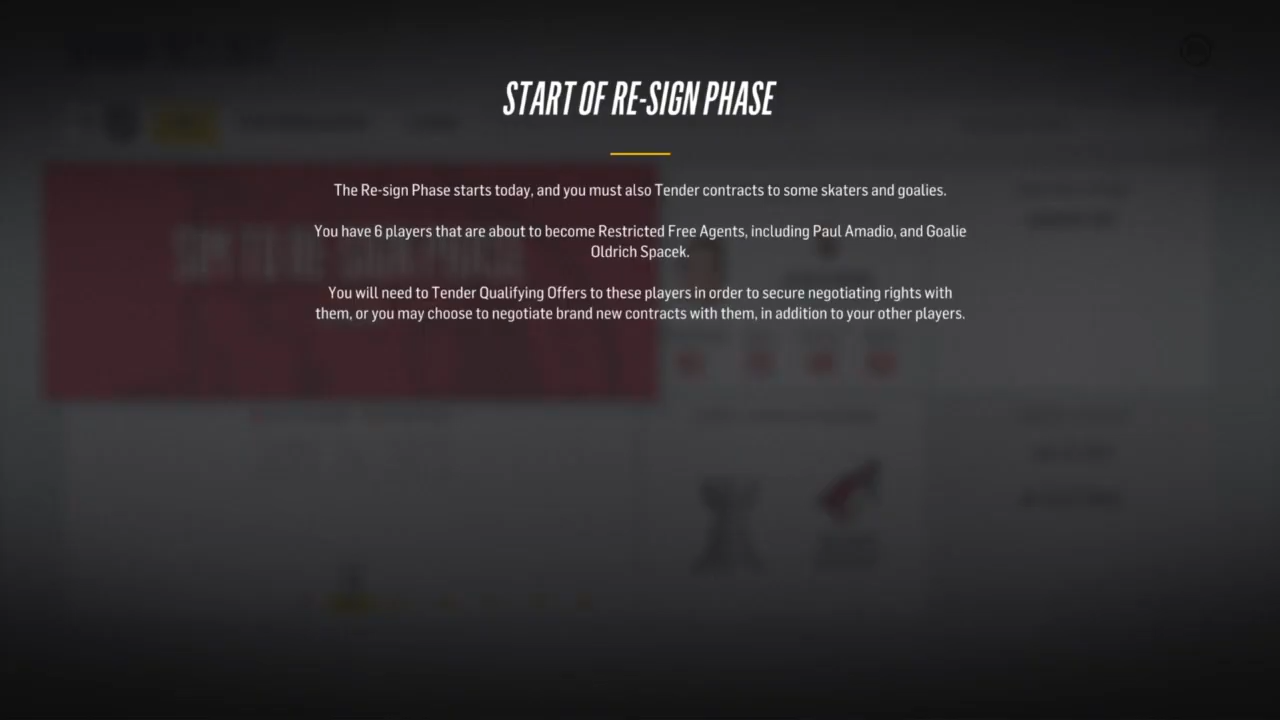 START OF RE-SIGN PHASE
The Re-sign Phase starts today, and you must also Tender contracts to some skaters and goalies.
You have 6 players that are about to become Restricted Free Agents, including Paul Amadio, and Goalie
Oldrich Spacek.
You will need to Tender Qualifying Offers to these players in order to secure negotiating rights with
them, or you may choose to negotiate brand new contracts with them, in addition to your other players.